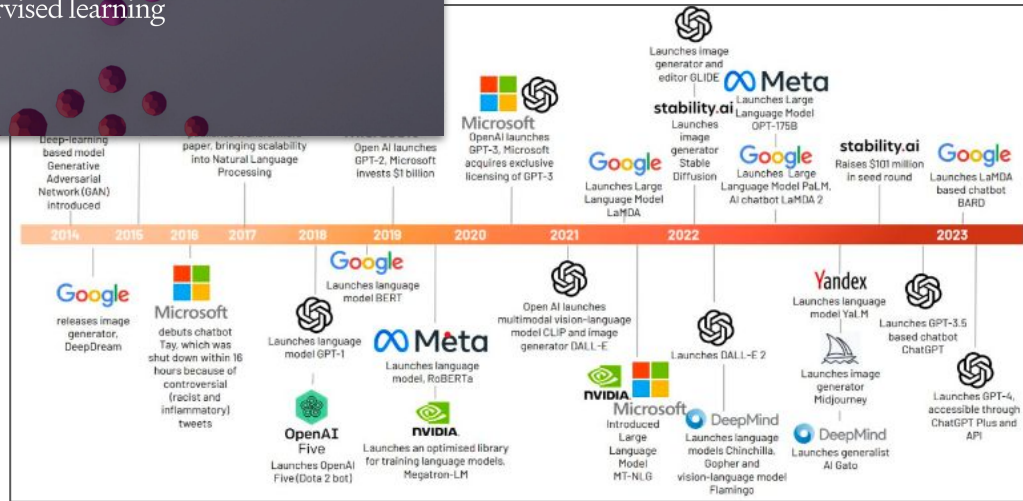 rvised learning
Deep-learning
based model
Generative
Adversarial
Network (GAN)
introduced
paper, bringing scalability
into Natural Language
Processing
Open AI launches
GPT-2, Microsoft
invests $1 billion
Microsoft
OpenAI launches
GPT-3, Microsoft
acquires exclusive
licensing of GPT-3
Google
Launches Large
Language Model
LaMDA
Launches image
generator and
editor GLIDE
stability.ai
Launches
image
generator
Stable
Diffusion
Meta
Launches Large
Language Model
OPT-175B
Google
Launches Large
Language Model PaLM,
AI chatbot LaMDA 2
stability.ai
Raises $101 million
in seed round
Google
Launches LaMDA
based chatbot
BARD
2014 2015 2016 2017 2018 2019 2020 2021 2022 2023
Google
releases image
generator,
DeepDream
Microsoft
debuts chatbot
Tay, which was
shut down within 16
hours because of
controversial
(racist and
inflammatory)
tweets
Launches language
model GPT-1
OpenAI
Five
Launches OpenAI
Five (Dota 2 bot)
Google
Launches language
model BERT
Meta
Launches language
model, RoBERTa
NVIDIA.
Launches an optimised library
for training language models,
Megatron-LM
Open AI launches
multimodal vision-language
model CLIP and image
generator DALL-E
NVIDIA.
Microsoft
Introduced
Large
Language
Model
MT-NLG
Launches DALL-E 2
DeepMind
Launches language
models Chinchilla,
Gopher and
vision-language model
Flamingo
Yandex
Launches language
model YaLM
Launches image
generator
Midjourney
DeepMind
Launches generalist
AI Gato
Launches GPT-3.5
based chatbot
ChatGPT
Launches GPT-4,
accessible through
ChatGPT Plus and
API